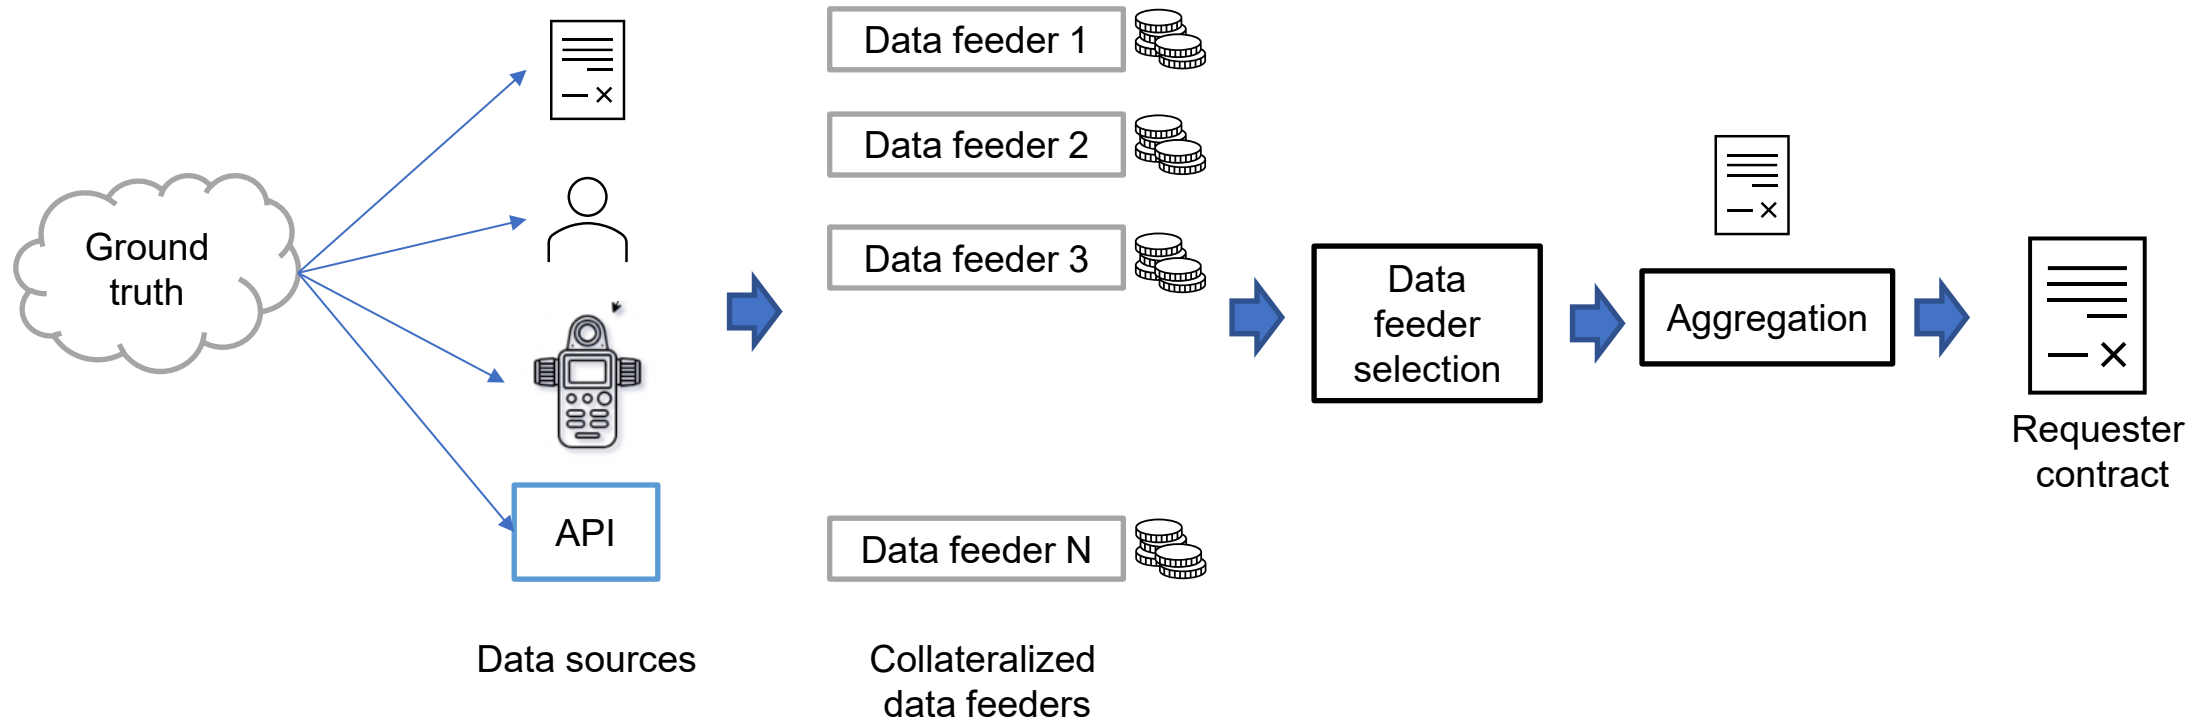 Ground
truth
API
Data sources
Data feeder 1
Data feeder 2
Data feeder 3
Data feeder N
Collateralized
data feeders
Data
feeder
selection
Aggregation
Requester
contract